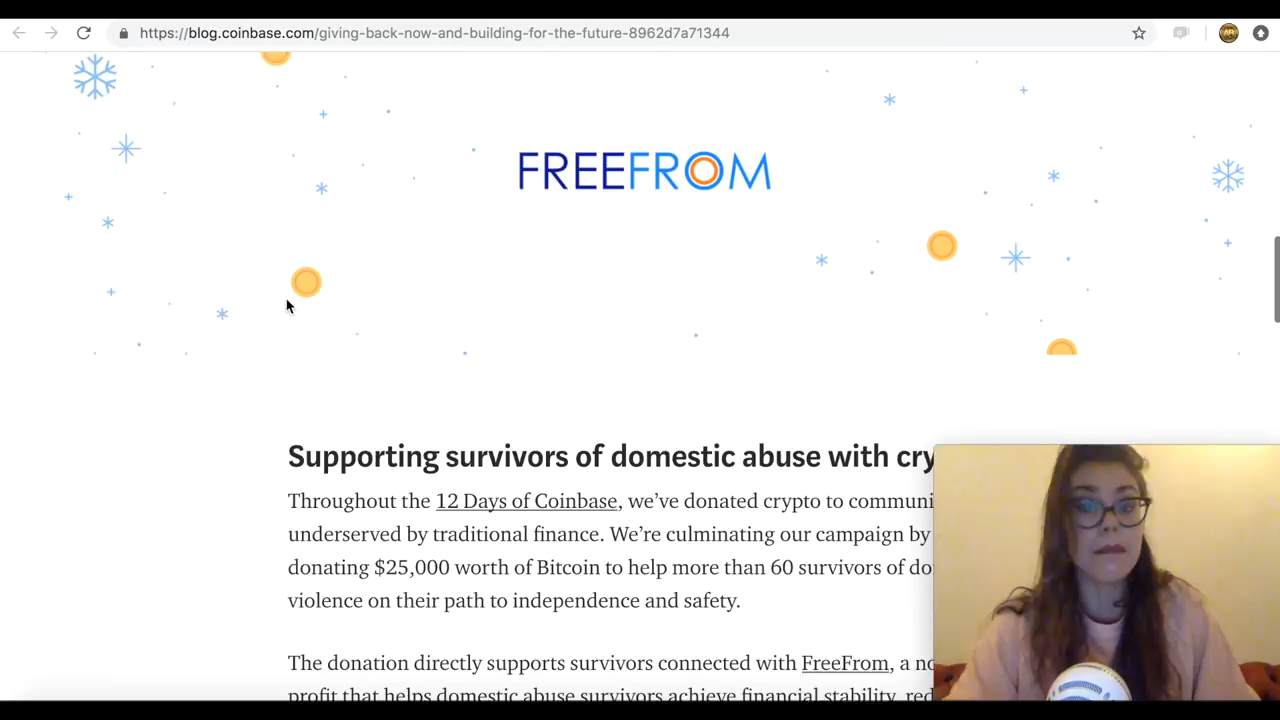 https://blog.coinbase.com/giving-back-now-and-building-for-the-future-8962d7a71344
FREEFROM
Supporting survivors of domestic abuse with cry
Throughout the 12 Days of Coinbase, we’ve donated crypto to communi
underserved by traditional finance. We’re culminating our campaign by
donating $25,000 worth of Bitcoin to help more than 60 survivors of do
violence on their path to independence and safety.
The donation directly supports survivors connected with FreeFrom, a no
profit that helps domestic abuse survivors achieve financial stability, red